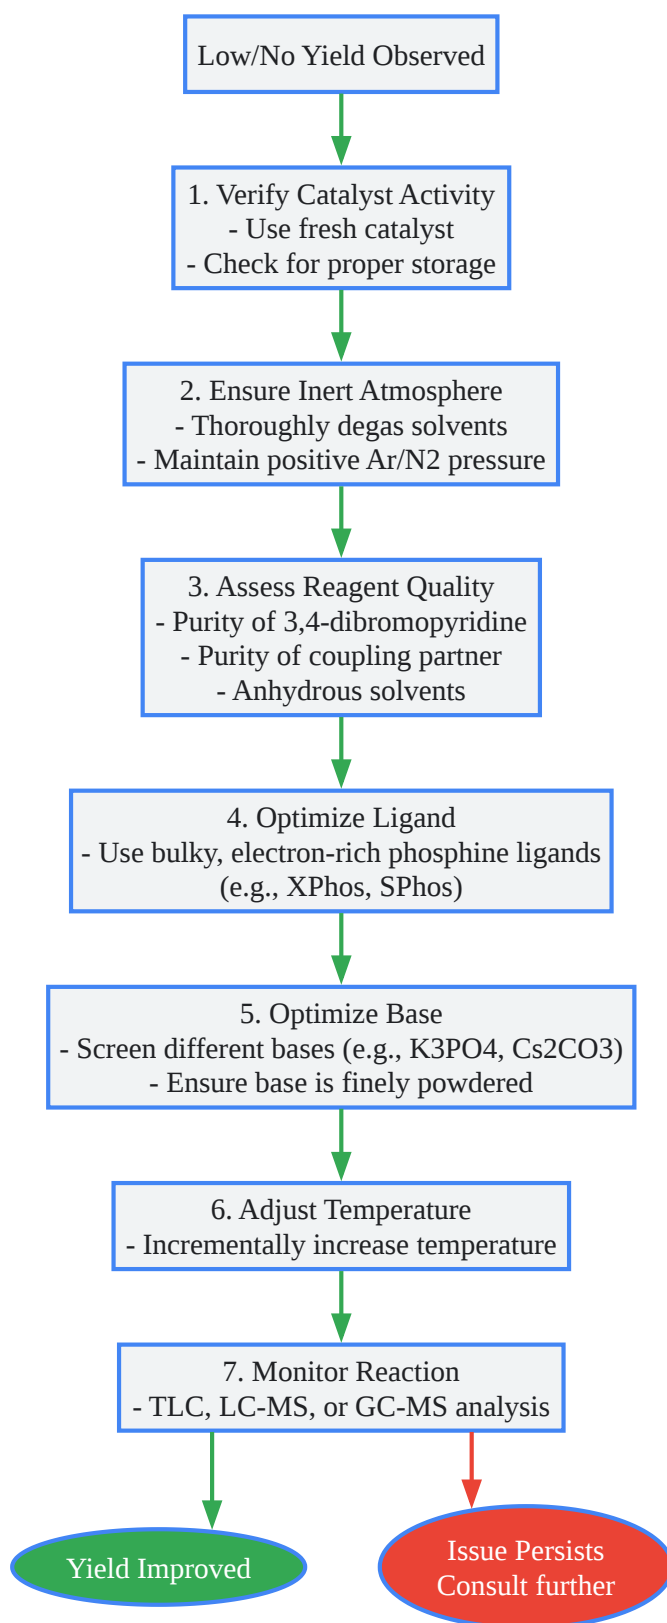 Low/No Yield Observed
1. Verify Catalyst Activity
- Use fresh catalyst
- Check for proper storage
2. Ensure Inert Atmosphere
- Thoroughly degas solvents
- Maintain positive Ar/N2 pressure
3. Assess Reagent Quality
- Purity of 3,4-dibromopyridine
- Purity of coupling partner
- Anhydrous solvents
4. Optimize Ligand
- Use bulky, electron-rich phosphine ligands
(e.g., XPhos, SPhos)
5. Optimize Base
- Screen different bases (e.g., K3PO4, Cs2CO3)
- Ensure base is finely powdered
6. Adjust Temperature
- Incrementally increase temperature
7. Monitor Reaction
- TLC, LC-MS, or GC-MS analysis
Yield Improved
Issue Persists
Consult further